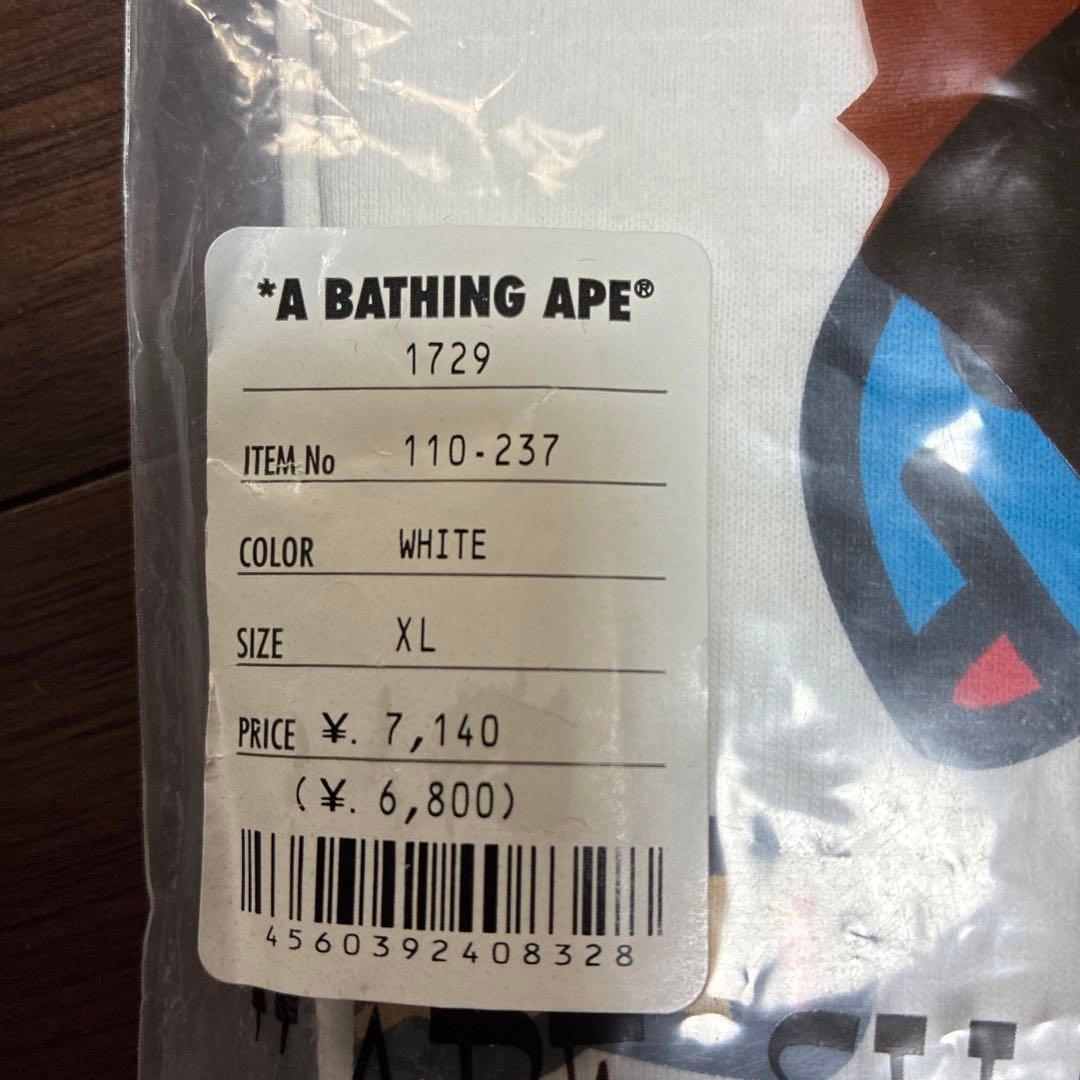 *A BATHING APE®
1729
ITEM No 110-237
COLOR WHITE
SIZE XL
PRICE ¥. 7,140
(¥. 6,800)
4560392408328